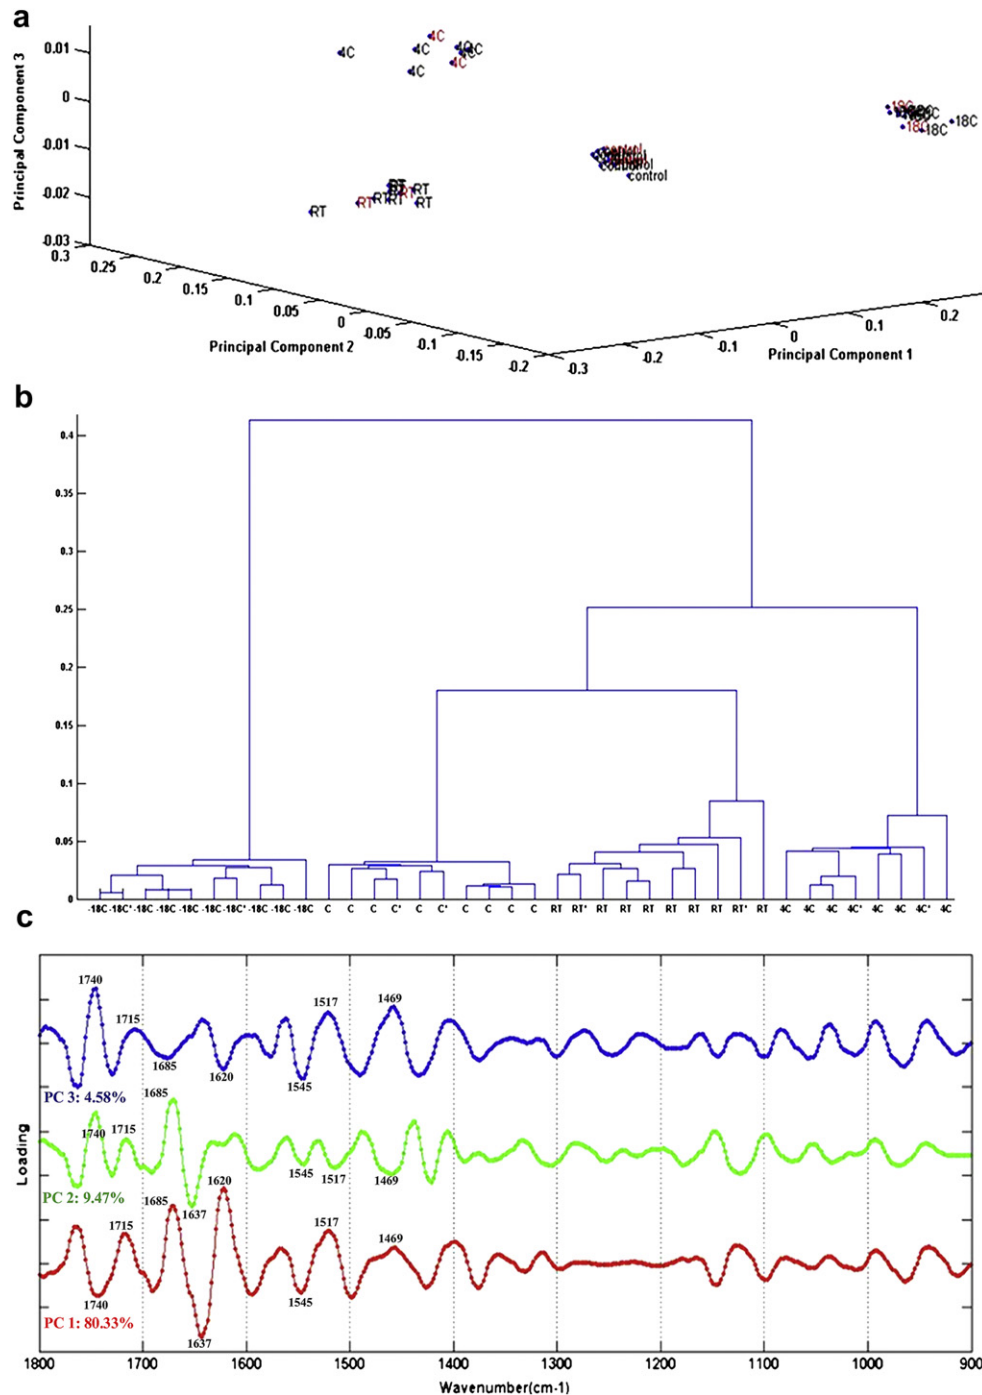 a
Principal Component 3
0.01
0
-0.01
-0.02
-0.03
0.3
0.25
0.2
0.15
0.1
0.05
0
-0.05
-0.1
-0.15
-0.2
Principal Component 2
-0.3
-0.2
-0.1
0
0.1
0.2
Principal Component 1
4C
4C
4C
4C
4C
4C
4C
RT
RT
RT
RT
RT
RT
RT
RT
control
control
18C
18C
18C
18C
b
0.4
0.35
0.3
0.25
0.2
0.15
0.1
0.05
0
-18C -18C* -18C -18C -18C -18C -18C* -18C -18C -18C C C C C* C C* C C C C RT RT* RT RT RT RT RT RT RT* RT 4C 4C 4C 4C* 4C 4C 4C* 4C
c
Loading
1740
1715
1685
1620
1545
1517
1469
PC 3: 4.58%
1740
1715
1685
1637
1545
1517
1469
PC 2: 9.47%
1740
1715
1685
1637
1620
1545
1517
1469
PC 1: 80.33%
1800 1700 1600 1500 1400 1300 1200 1100 1000 900
Wavenumber(cm-1)